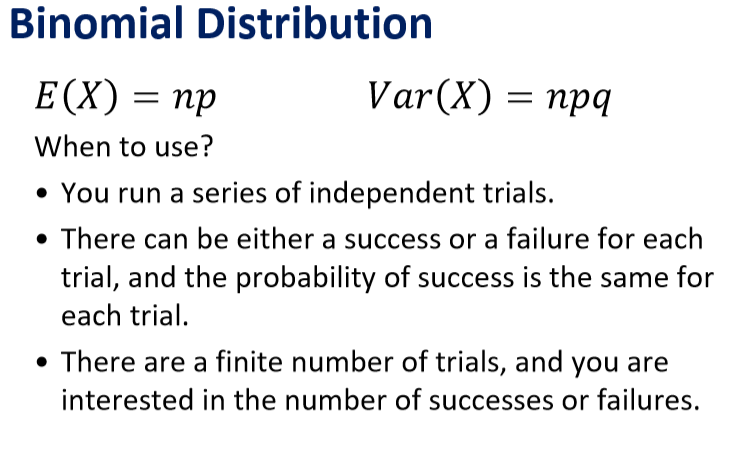 Binomial Distribution
E(X) = np Var(X) = npq
When to use?
• You run a series of independent trials.
• There can be either a success or a failure for each
trial, and the probability of success is the same for
each trial.
• There are a finite number of trials, and you are
interested in the number of successes or failures.